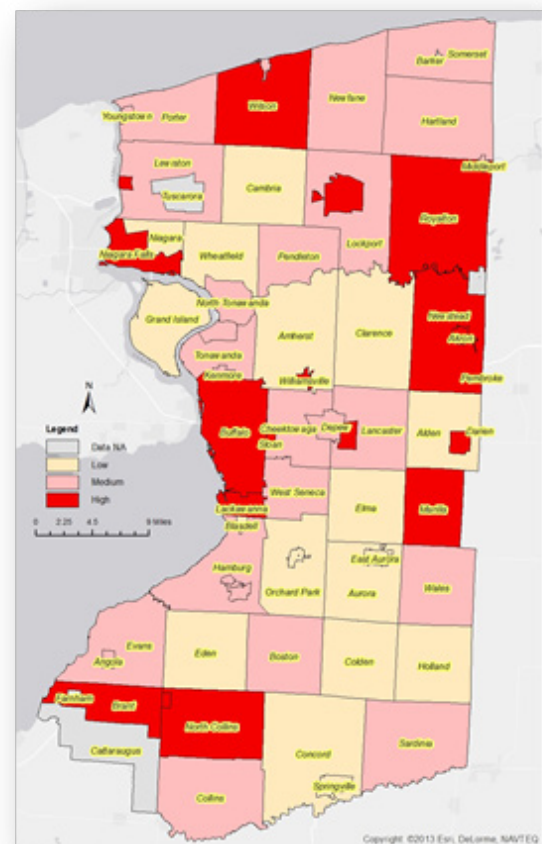 Barker
Somerset
Wilson
Newfane
Youngstown
Porter
Hartland
Lewiston
Middleport
Tuscarora
Cambria
Royalton
Niagara
Lockport
Niagara Falls
Wheatfield
Pendleton
North Tonawanda
Grand Island
Newstead
Amherst
Clarence
Akron
Tonawanda
Kenmore
Williamsville
Pembroke
N
Legend
Data NA
Low
Medium
High
0 2.25 4.5 9 Miles
Buffalo
Cheektowaga
Depew
Lancaster
Alden
Darien
Sloan
West Seneca
Lackawanna
Elma
Marilla
Blasdell
East Aurora
Hamburg
Orchard Park
Aurora
Wales
Evans
Angola
Eden
Boston
Colden
Holland
Farnham
Brant
North Collins
Cattaraugus
Concord
Sardinia
Springville
Collins
Copyright: ©2013 Esri, DeLorme, NAVTEQ